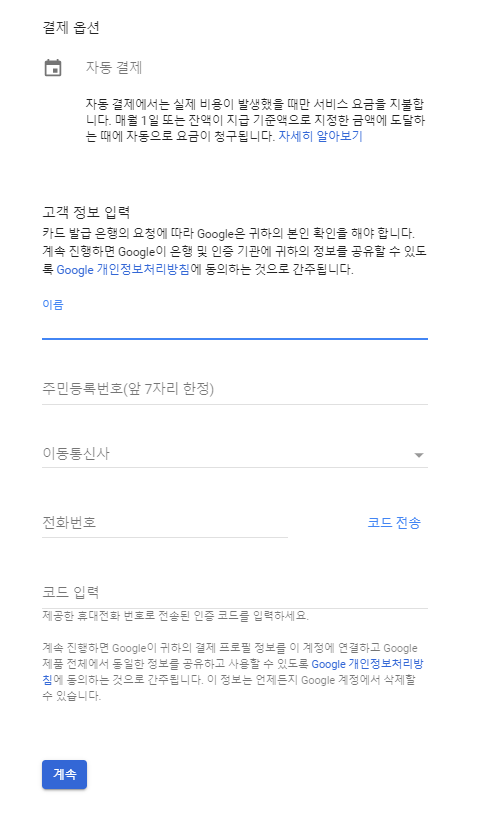 결제 옵션
자동 결제
자동 결제에서는 실제 비용이 발생했을 때만 서비스 요금을 지불합
니다. 매월 1일 또는 잔액이 지급 기준액으로 지정한 금액에 도달하
는 때에 자동으로 요금이 청구됩니다. 자세히 알아보기
고객 정보 입력
카드 발급 은행의 요청에 따라 Google은 귀하의 본인 확인을 해야 합니다.
계속 진행하면 Google이 은행 및 인증 기관에 귀하의 정보를 공유할 수 있도
록 Google 개인정보처리방침에 동의하는 것으로 간주됩니다.
이름
주민등록번호(앞 7자리 한정)
이동통신사
전화번호
코드 전송
코드 입력
제공한 휴대전화 번호로 전송된 인증 코드를 입력하세요.
계속 진행하면 Google이 귀하의 결제 프로필 정보를 이 계정에 연결하고 Google
제품 전체에서 동일한 정보를 공유하고 사용할 수 있도록 Google 개인정보처리방
침에 동의하는 것으로 간주됩니다. 이 정보는 언제든지 Google 계정에서 삭제할
수 있습니다.
계속